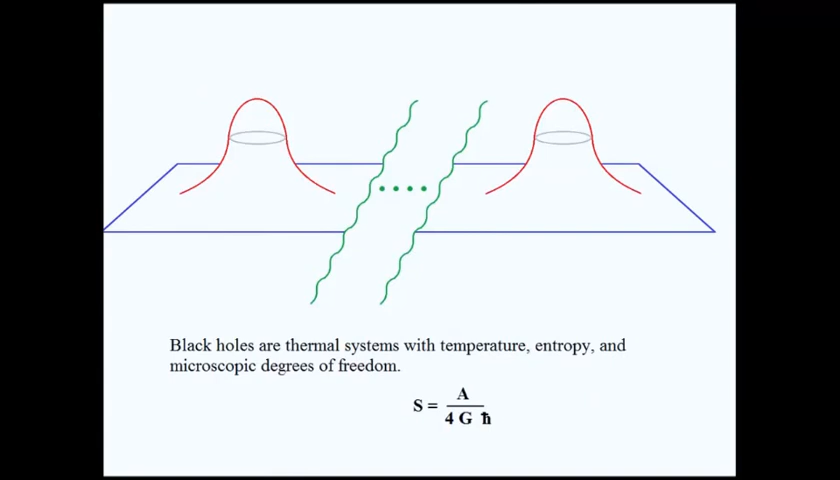 Black holes are thermal systems with temperature, entropy, and
microscopic degrees of freedom.
S = A
4 G ħ